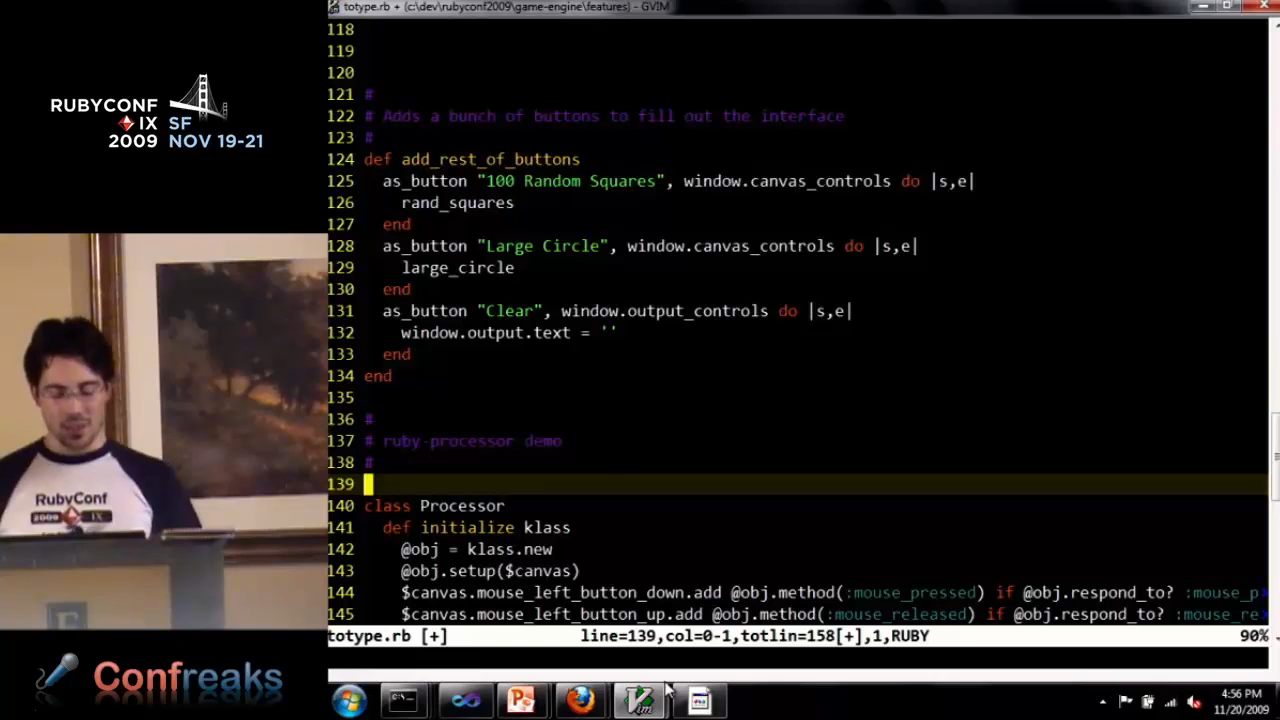 totype.rb + (c:\dev\rubyconf2009\game-engine\features) - GVIM
RUBYCONF
IX SF
2009 NOV 19-21
118
119
120
121 #
122 # Adds a bunch of buttons to fill out the interface
123 #
124 def add_rest_of_buttons
125 as_button "100 Random Squares", window.canvas_controls do |s,e|
126 rand_squares
127 end
128 as_button "Large Circle", window.canvas_controls do |s,e|
129 large_circle
130 end
131 as_button "Clear", window.output_controls do |s,e|
132 window.output.text = ''
133 end
134 end
135
136 #
137 # ruby-processor demo
138 #
139
140 class Processor
141 def initialize klass
142 @obj = klass.new
143 @obj.setup($canvas)
144 $canvas.mouse_left_button_down.add @obj.method(:mouse_pressed) if @obj.respond_to? :mouse_p
145 $canvas.mouse_left_button_up.add @obj.method(:mouse_released) if @obj.respond_to? :mouse_re
totype.rb [+] line=139,col=0-1,totlin=158[+],1,RUBY 90%
RubyConf
2009 IX
Confreaks
4:56 PM
11/20/2009